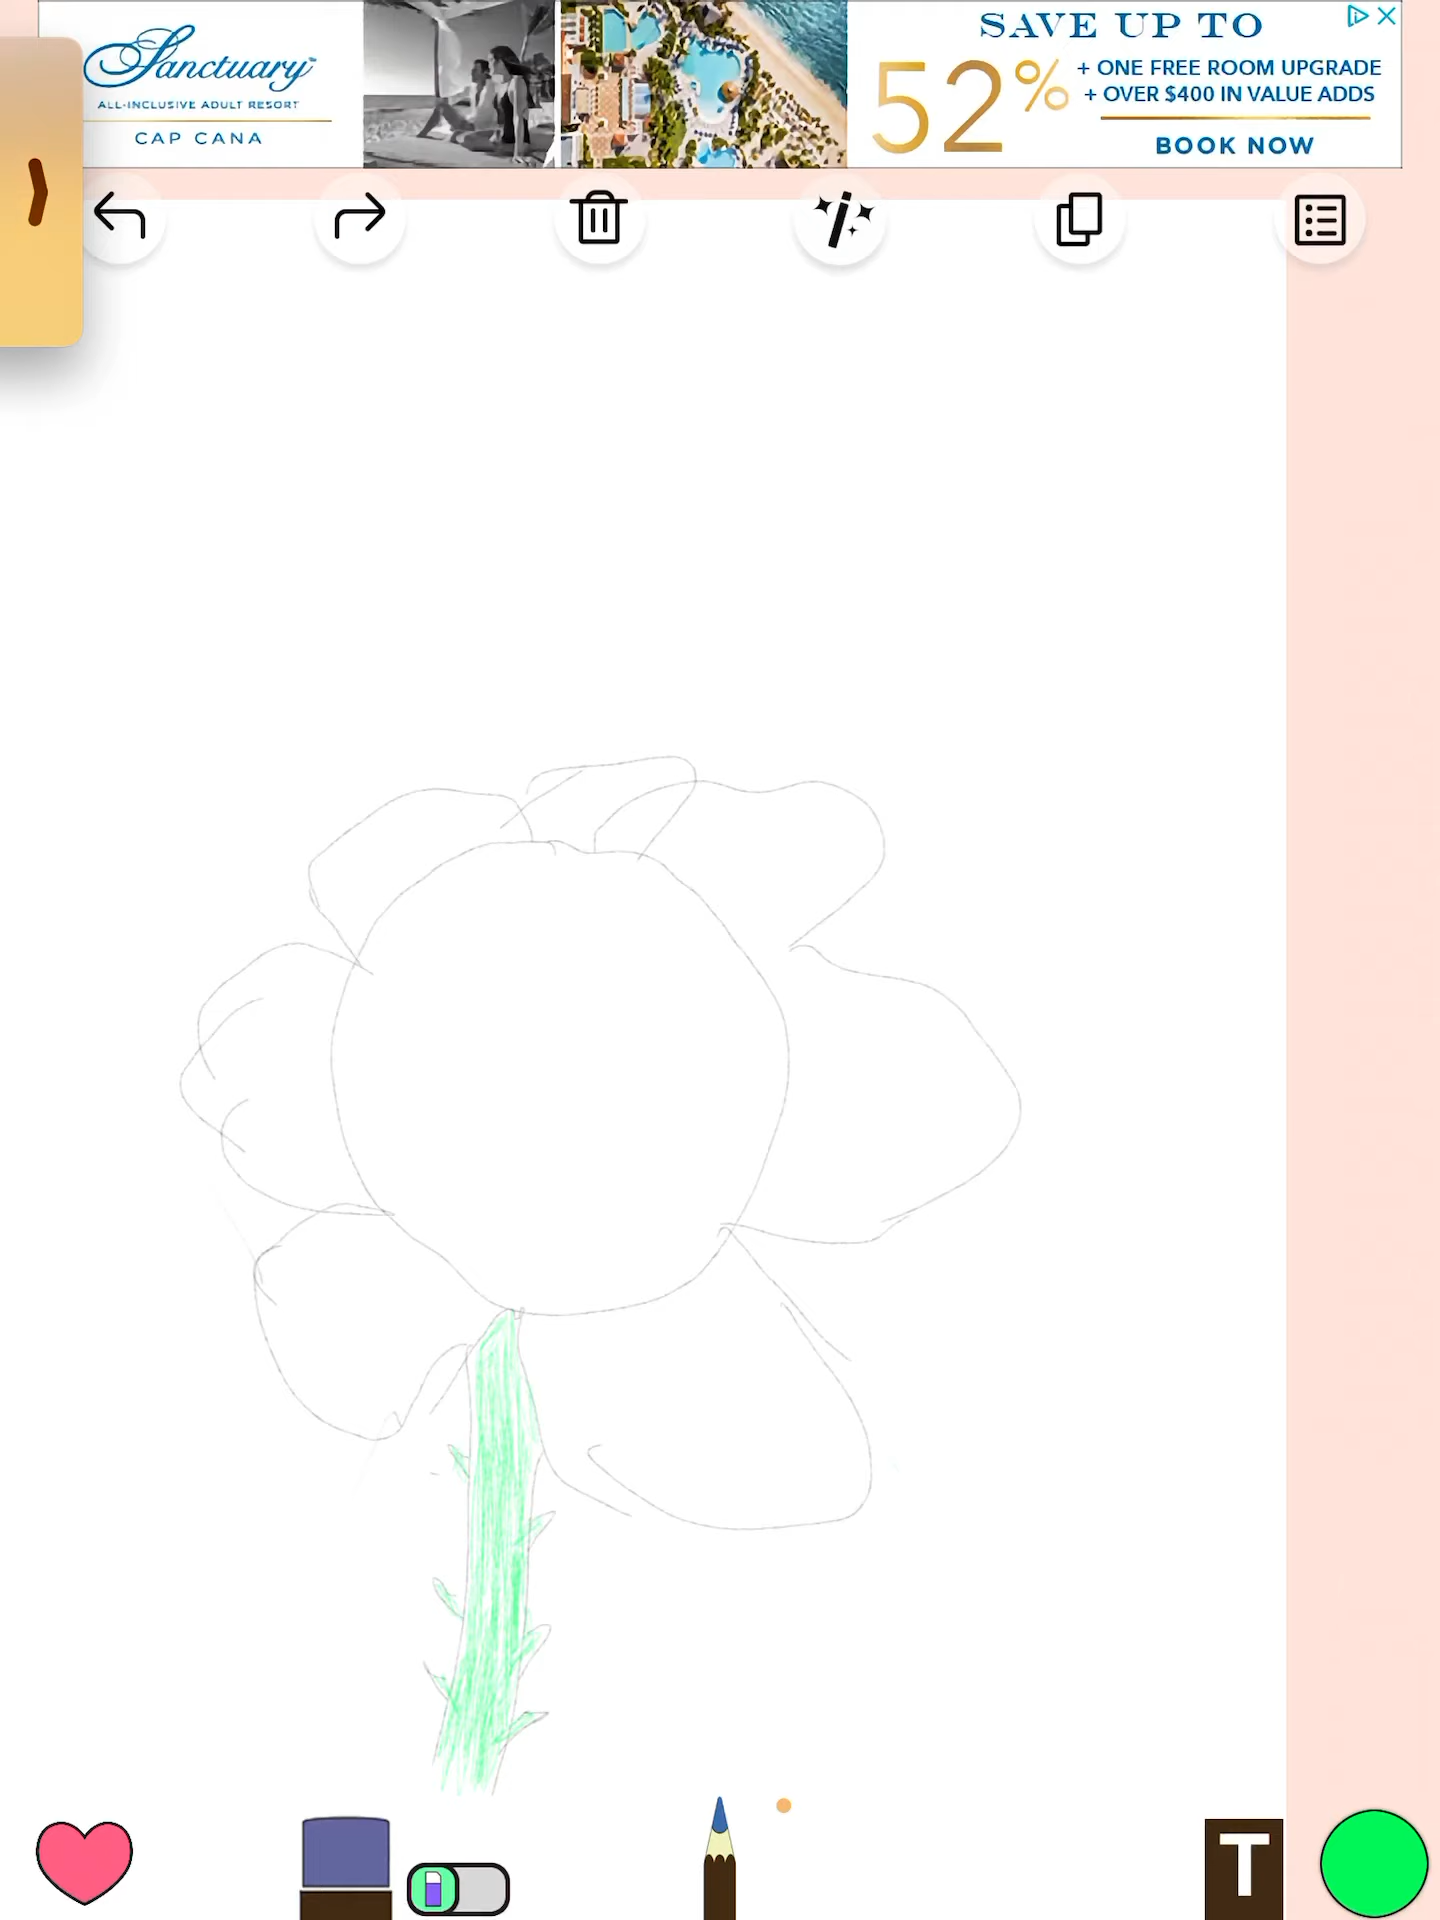 Sanctuary
ALL-INCLUSIVE ADULT RESORT
CAP CANA
SAVE UP TO
52%
+ ONE FREE ROOM UPGRADE
+ OVER $400 IN VALUE ADDS
BOOK NOW
T